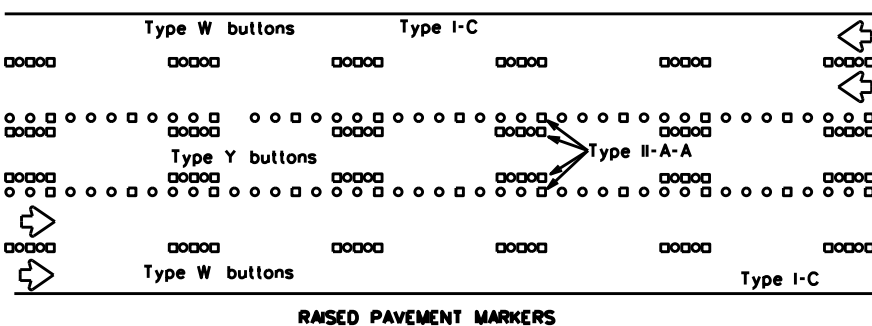 Type W buttons Type I-C
Type Y buttons Type II-A-A
Type W buttons Type I-C
RAISED PAVEMENT MARKERS